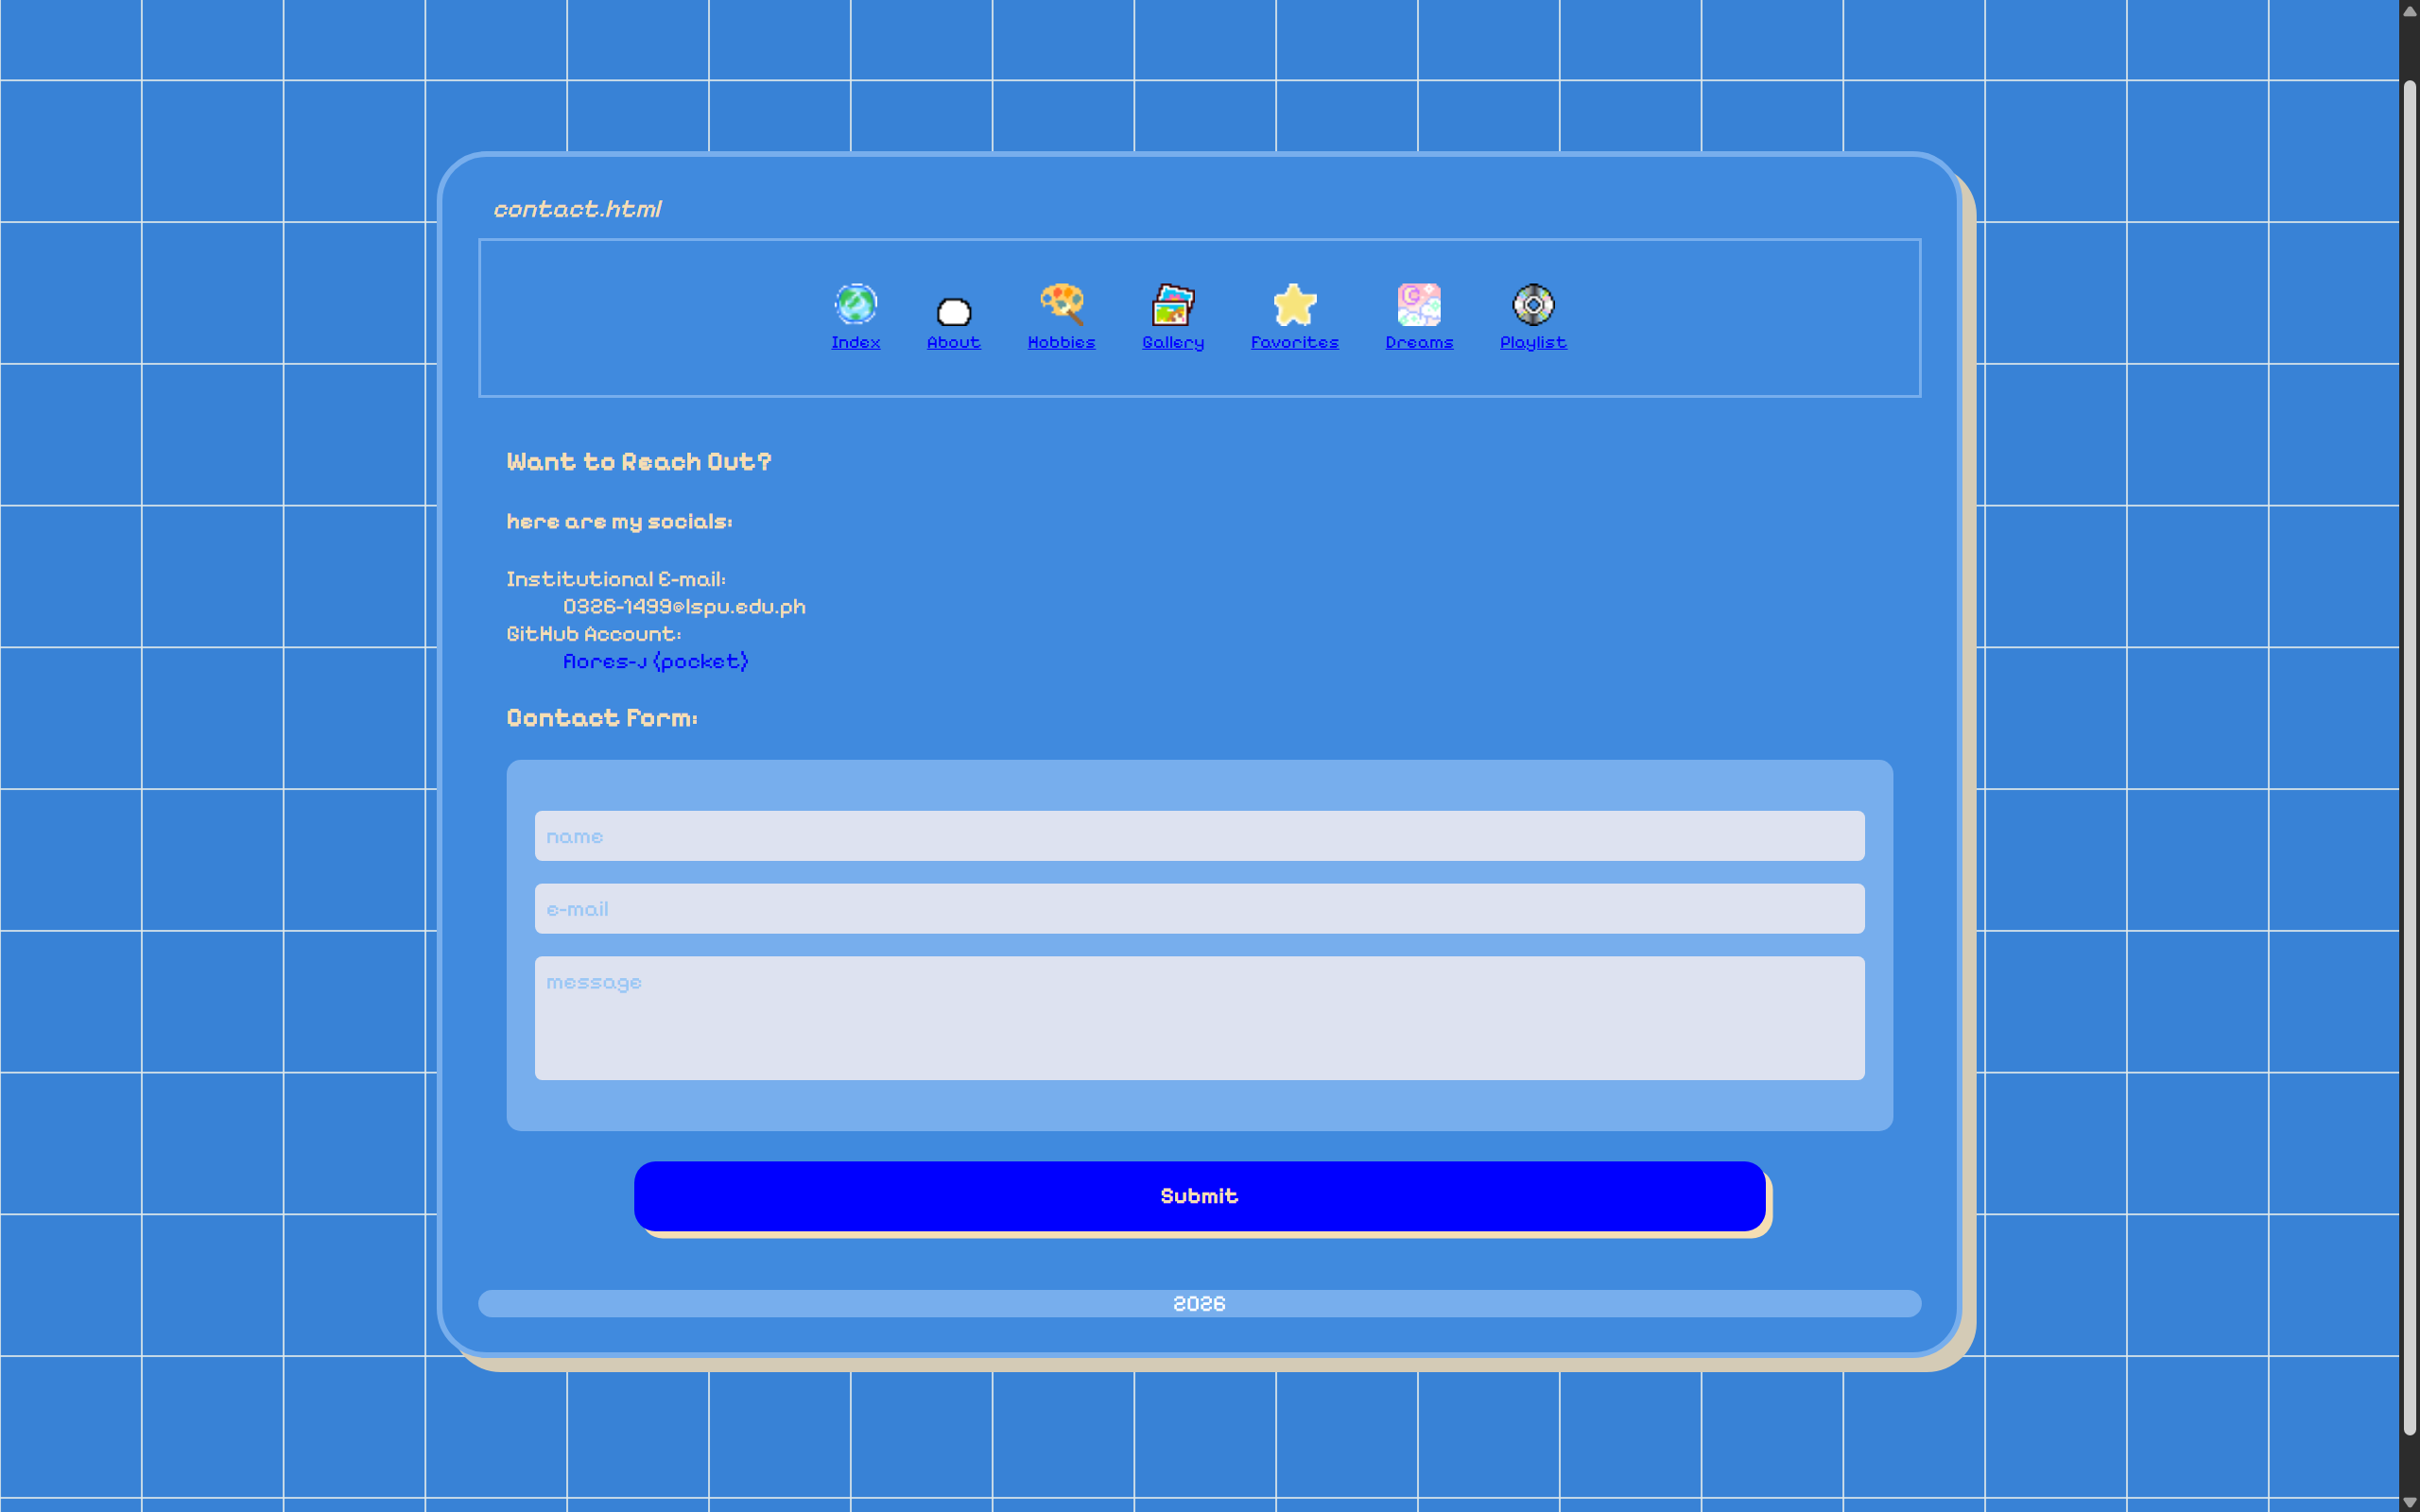 contact.html
Index About Hobbies Gallery Favorites Dreams Playlist
Want to Reach Out?
here are my socials:
Institutional E-mail:
0326-1499@lspu.edu.ph
GitHub Account:
Aores-J {pocket}
Contact Form:
name
e-mail
message
Submit
2026